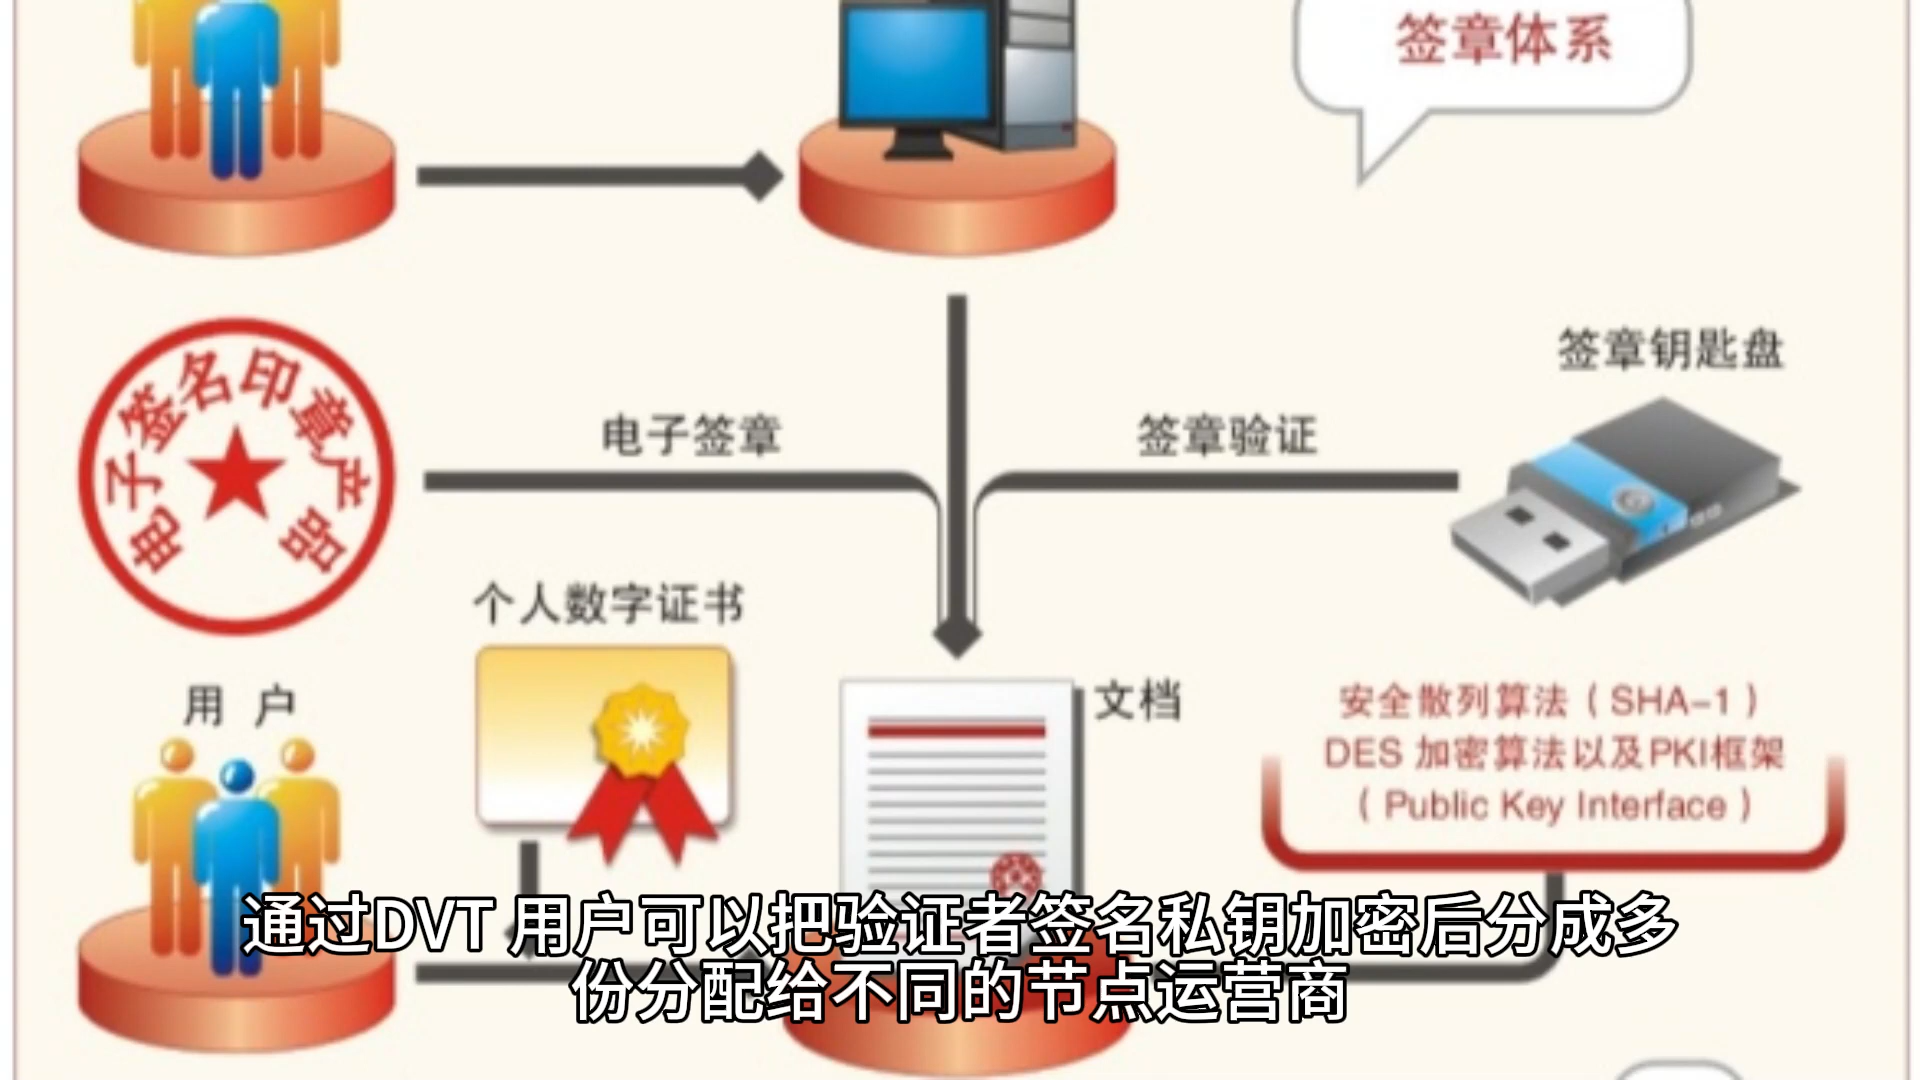 签章体系
签章钥匙盘
电子签名印章产品
电子签章
签章验证
个人数字证书
用 户
文档
安全散列算法（SHA-1）
DES 加密算法以及PKI框架
（Public Key Interface）
通过DVT 用户可以把验证者签名私钥加密后分成多
份分配给不同的节点运营商